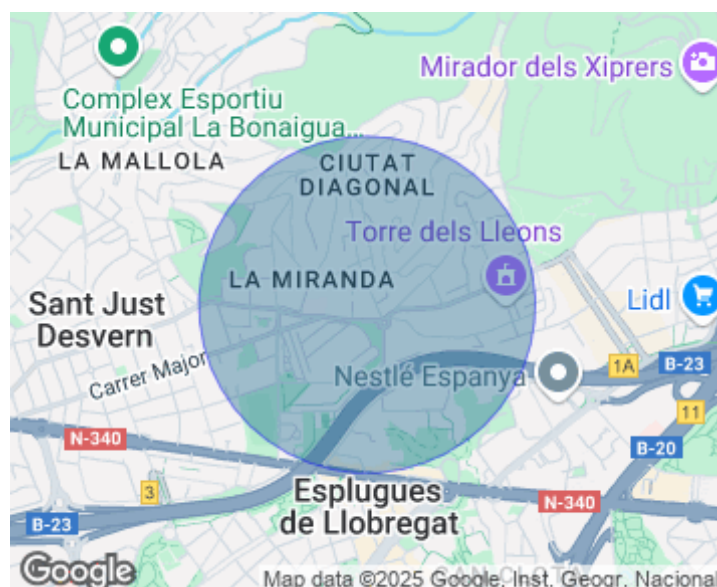 Mirador dels Xiprers
Complex Esportiu
Municipal La Bonaigua...
LA MALLOLA
CIUTAT
DIAGONAL
Torre dels Lleons
LA MIRANDA
Sant Just
Desvern
Lidl
Carrer Major
Nestlé Espanya
1A
B-23
11
N-340
B-20
3
Esplugues
de Llobregat
N-340
B-23
CAN CLOTA
Google
Map data ©2025 Google, Inst. Geogr. Nacional